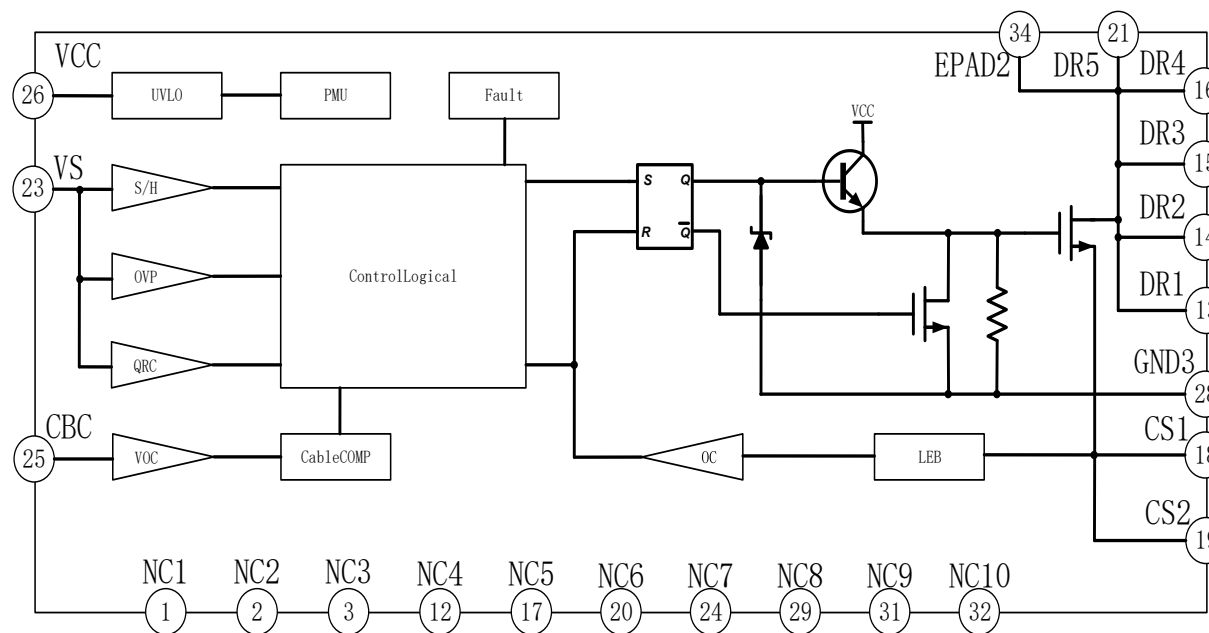 34
21
VCC
EPAD2
DR5
DR4
26
UVLO
PMU
Fault
16
VCC
DR3
VS
15
23
S/H
S
Q
DR2
R
Q
14
OVP
ControlLogical
DR1
13
QRC
GND3
28
CBC
CS1
25
VOC
CableCOMP
OC
LEB
18
CS2
19
NC1
NC2
NC3
NC4
NC5
NC6
NC7
NC8
NC9
NC10
1
2
3
12
17
20
24
29
31
32